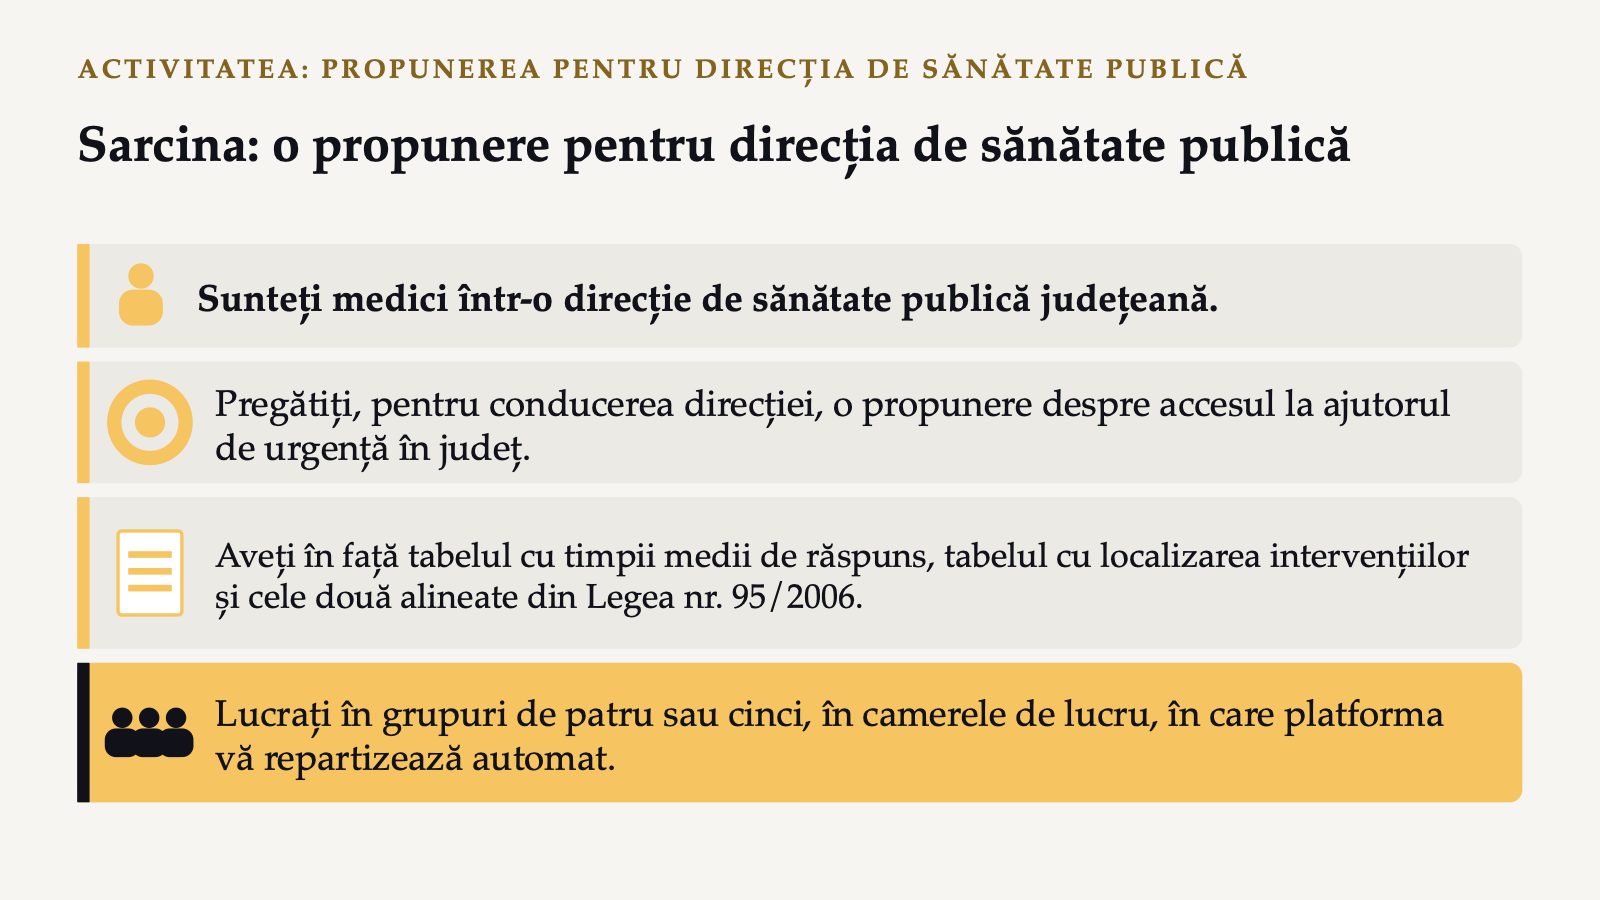 ACTIVITATEA: PROPUNEREA PENTRU DIRECȚIA DE SĂNĂTATE PUBLICĂ
Sarcina: o propunere pentru direcția de sănătate publică
Sunteți medici într-o direcție de sănătate publică județeană.
Pregătiți, pentru conducerea direcției, o propunere despre accesul la ajutorul
de urgență în județ.
Aveți în față tabelul cu timpii medii de răspuns, tabelul cu localizarea intervențiilor
și cele două alineate din Legea nr. 95/2006.
Lucrați în grupuri de patru sau cinci, în camerele de lucru, în care platforma
vă repartizează automat.